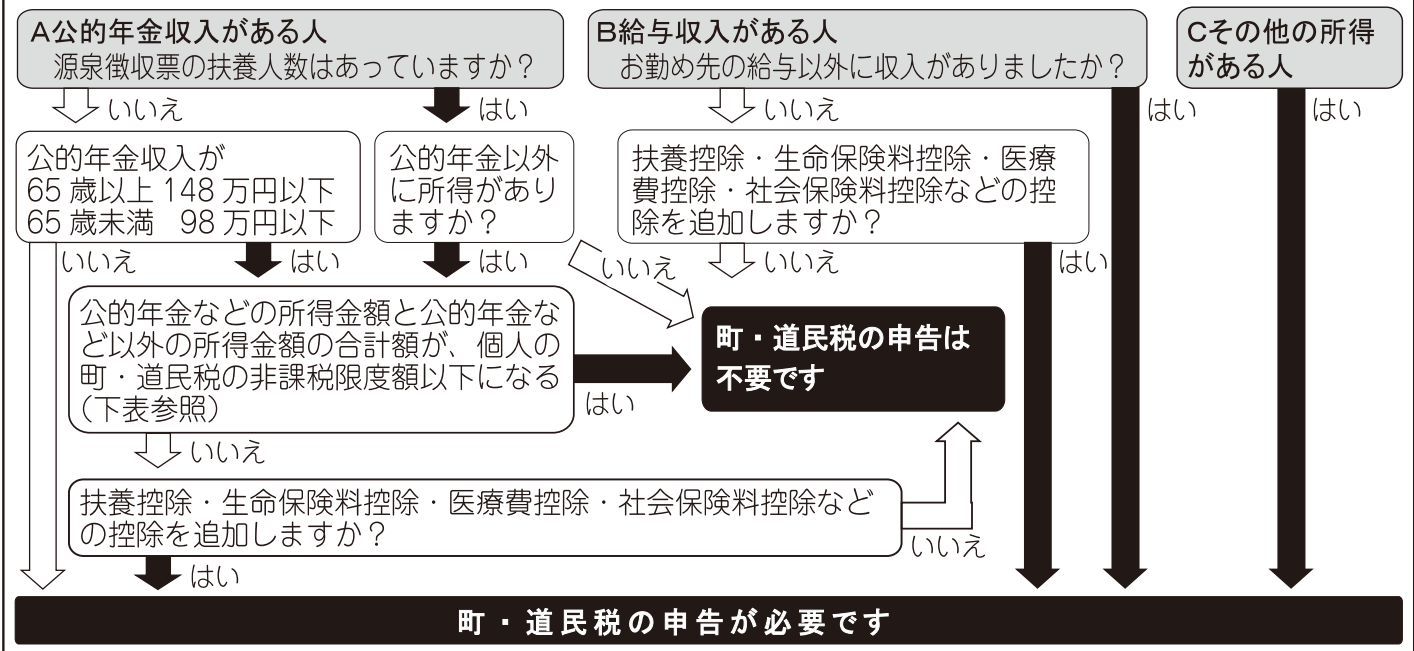 A公的年金収入がある人
源泉徴収票の扶養人数はあっていますか？
B給与収入がある人
お勤め先の給与以外に収入がありましたか？
Cその他の所得
がある人
いいえ
はい
いいえ
はい
はい
公的年金収入が
65歳以上148万円以下
65歳未満　98万円以下
公的年金以外
に所得があり
ますか？
扶養控除・生命保険料控除・医療
費控除・社会保険料控除などの控
除を追加しますか？
いいえ
はい
はい
いいえ
いいえ
はい
公的年金などの所得金額と公的年金な
ど以外の所得金額の合計額が、個人の
町・道民税の非課税限度額以下になる
（下表参照）
はい
町・道民税の申告は
不要です
いいえ
扶養控除・生命保険料控除・医療費控除・社会保険料控除など
の控除を追加しますか？
いいえ
はい
町・道民税の申告が必要です